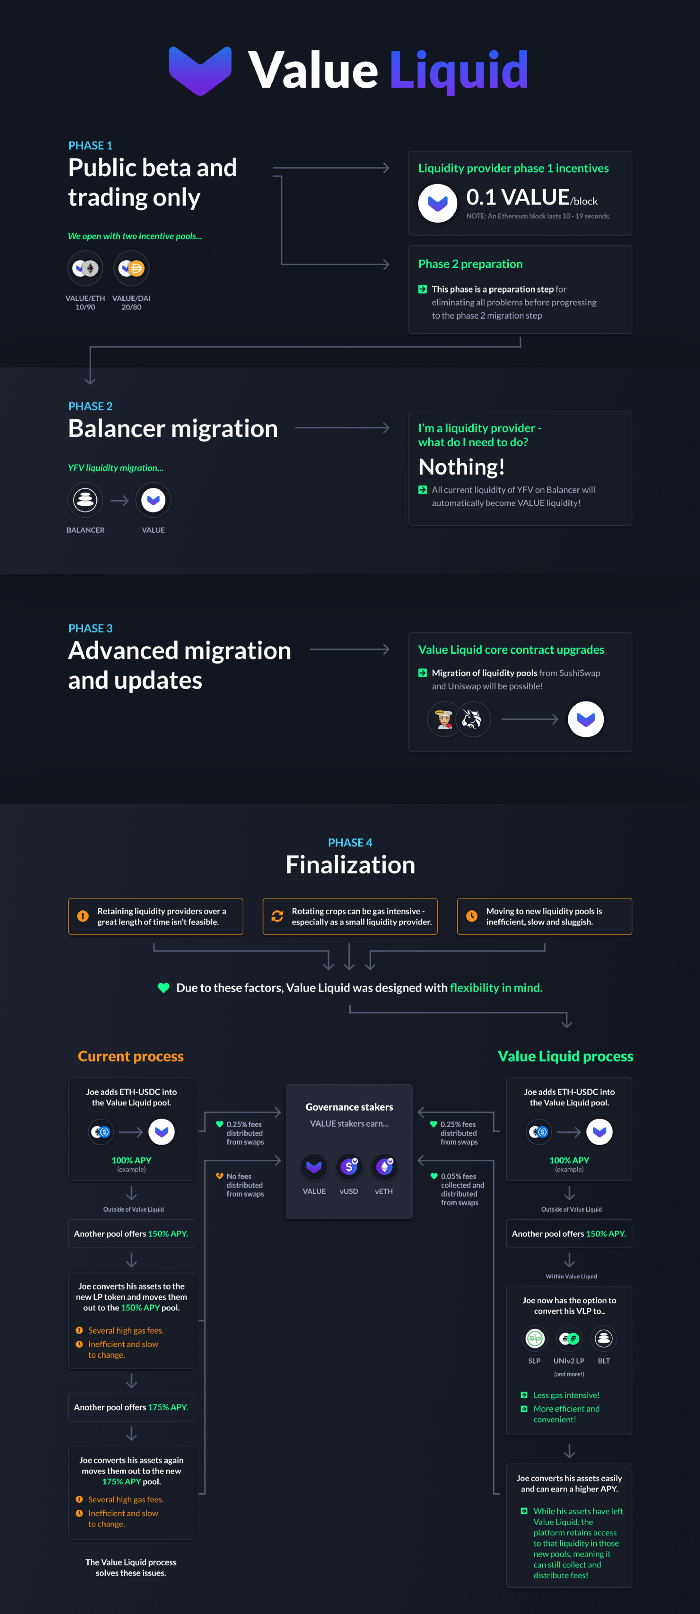 Value Liquid
PHASE 1
Public beta and
trading only
We open with two incentive pools...
VALUE/ETH
10/90
VALUE/DAI
20/80
Liquidity provider phase 1 incentives
0.1 VALUE/block
NOTE: An Ethereum block lasts 10 - 19 seconds.
Phase 2 preparation
This phase is a preparation step for
eliminating all problems before progressing
to the phase 2 migration step
PHASE 2
Balancer migration
YFV liquidity migration...
BALANCER
VALUE
I'm a liquidity provider -
what do I need to do?
Nothing!
All current liquidity of YFV on Balancer will
automatically become VALUE liquidity!
PHASE 3
Advanced migration
and updates
Value Liquid core contract upgrades
Migration of liquidity pools from SushiSwap
and Uniswap will be possible!
PHASE 4
Finalization
Retaining liquidity providers over a
great length of time isn't feasible.
Rotating crops can be gas intensive -
especially as a small liquidity provider.
Moving to new liquidity pools is
inefficient, slow and sluggish.
Due to these factors, Value Liquid was designed with flexibility in mind.
Current process
Joe adds ETH-USDC into
the Value Liquid pool.
100% APY
(example)
Outside of Value Liquid
Another pool offers 150% APY.
Joe converts his assets to the
new LP token and moves them
out to the 150% APY pool.
Several high gas fees.
Inefficient and slow
to change.
Another pool offers 175% APY.
Joe converts his assets again
moves them out to the new
175% APY pool.
Several high gas fees.
Inefficient and slow
to change.
The Value Liquid process
solves these issues.
0.25% fees
distributed
from swaps
No fees
distributed
from swaps
Governance stakers
VALUE stakers earn...
VALUE
vUSD
vETH
0.25% fees
distributed
from swaps
0.05% fees
collected and
distributed
from swaps
Value Liquid process
Joe adds ETH-USDC into
the Value Liquid pool.
100% APY
(example)
Outside of Value Liquid
Another pool offers 150% APY.
Within Value Liquid
Joe now has the option to
convert his VLP to..
SLP
UNIv2 LP
BLT
(and more!)
Less gas intensive!
More efficient and
convenient!
Joe converts his assets easily
and can earn a higher APY.
While his assets have left
Value Liquid, the
platform retains access
to that liquidity in those
new pools, meaning it
can still collect and
distribute fees!